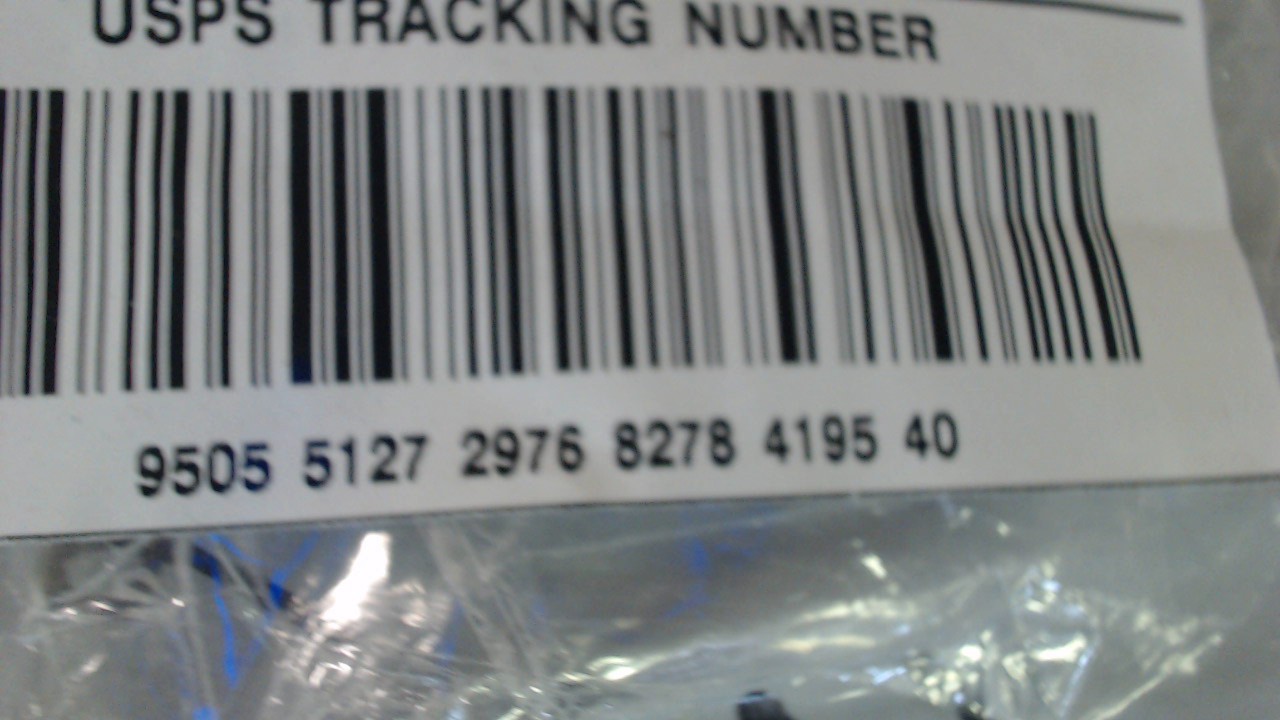 USPS TRACKING NUMBER
9505 5127 2976 8278 4195 40